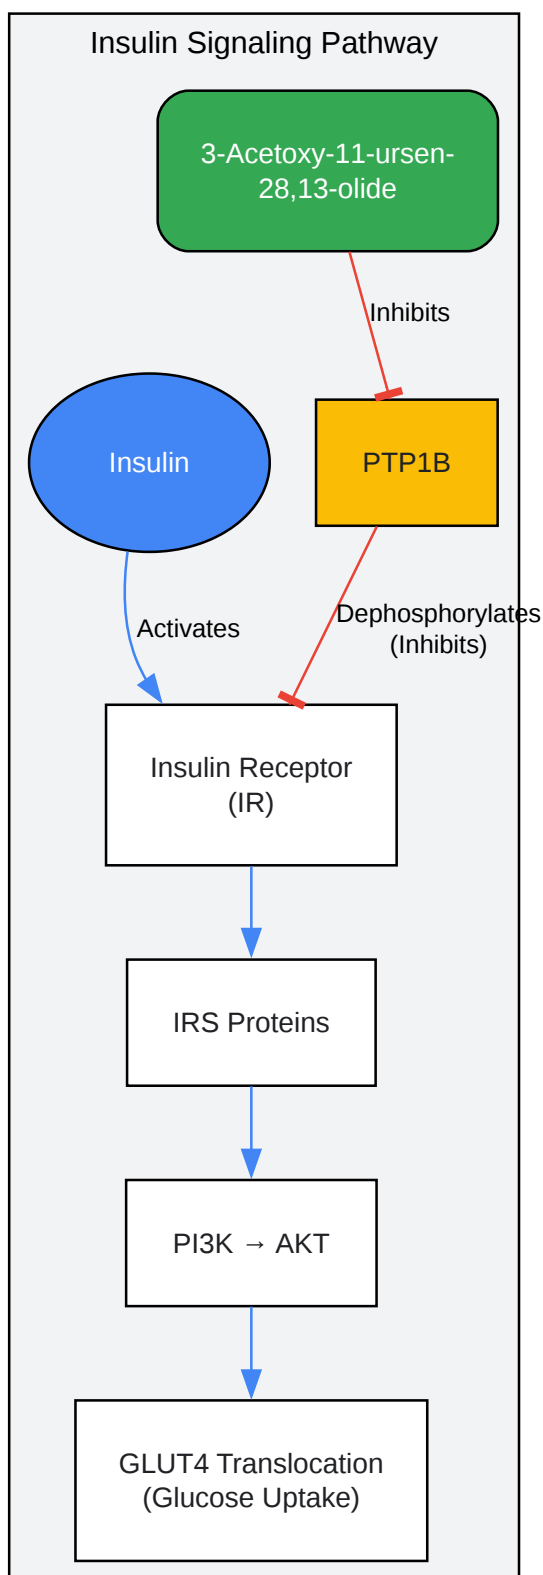 Insulin Signaling Pathway
3-Acetoxy-11-ursen-
28,13-olide
Inhibits
Insulin
PTP1B
Activates
Dephosphorylates
(Inhibits)
Insulin Receptor
(IR)
IRS Proteins
PI3K → AKT
GLUT4 Translocation
(Glucose Uptake)